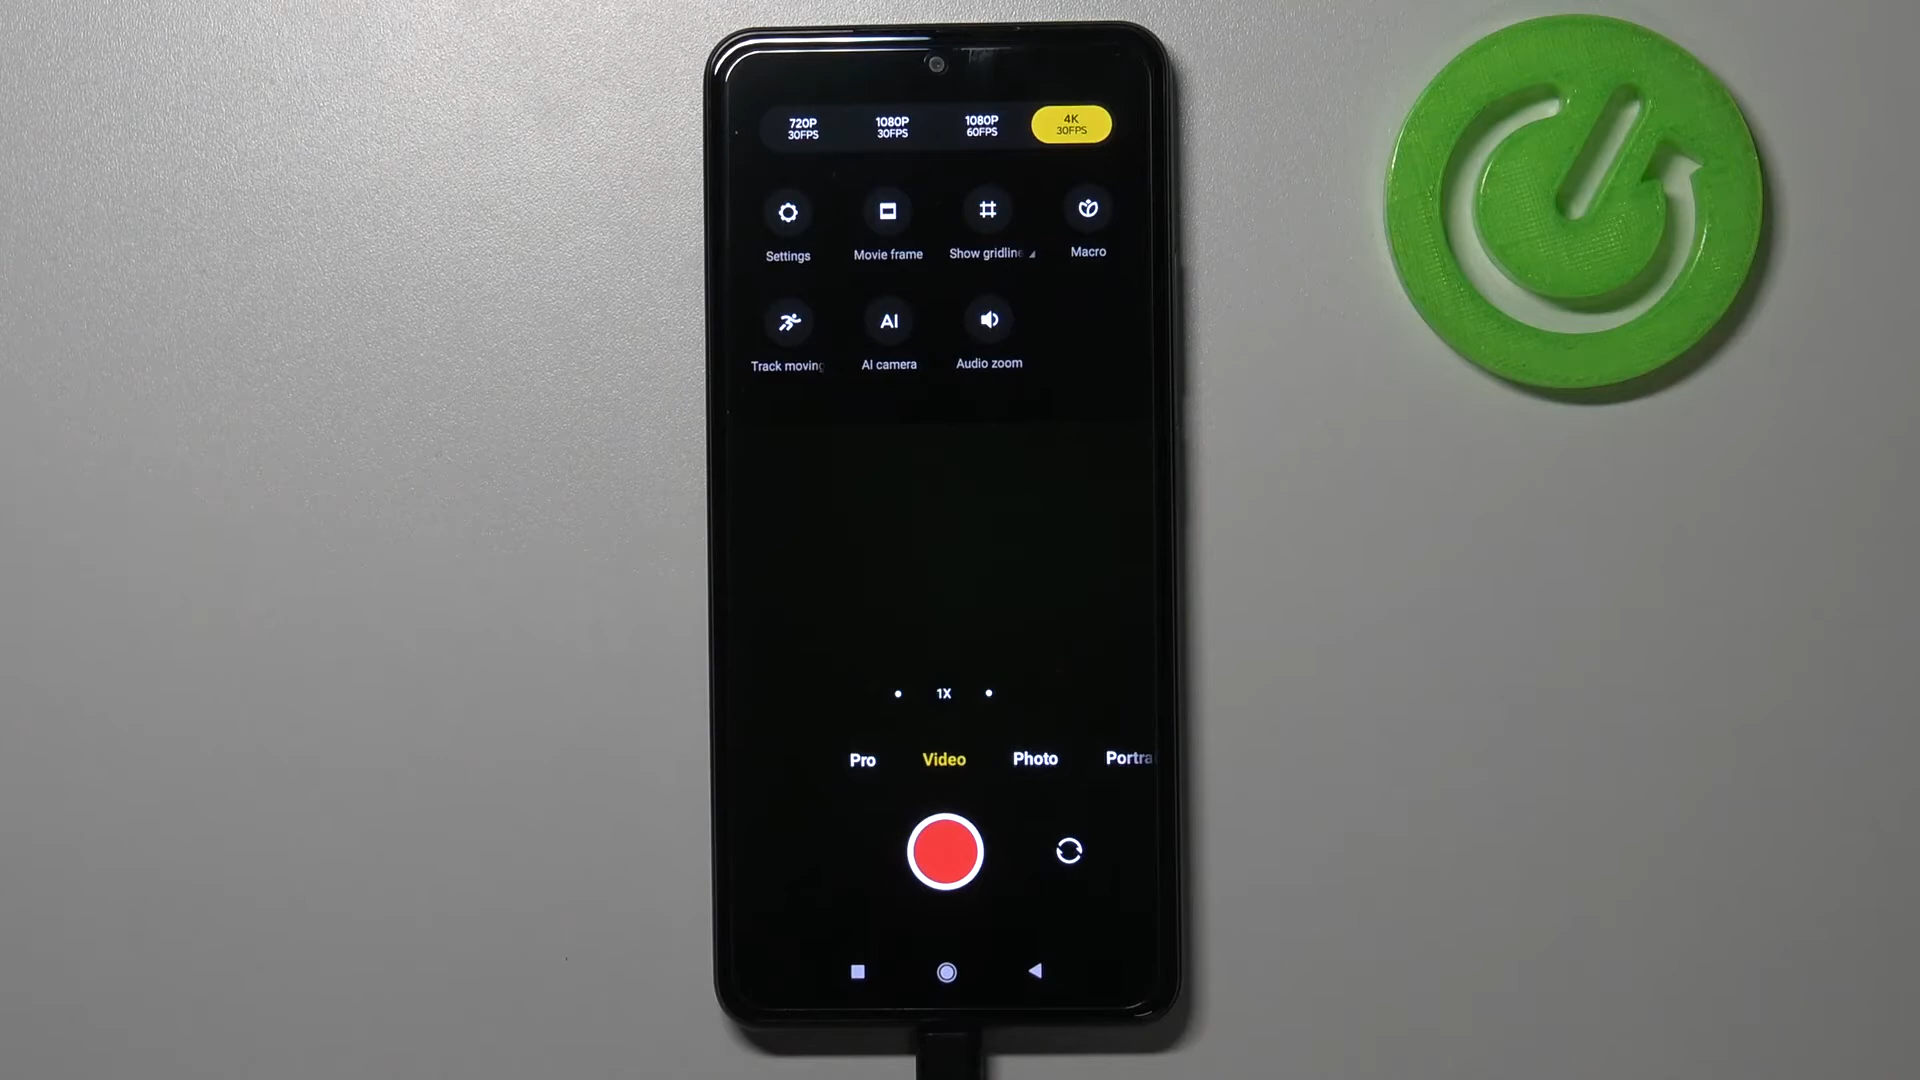 720P 1080P 1080P 4K
30FPS 30FPS 60FPS 30FPS
Settings Movie frame Show gridline Macro
Track moving AI camera Audio zoom
AI
1X
Pro Video Photo Portra